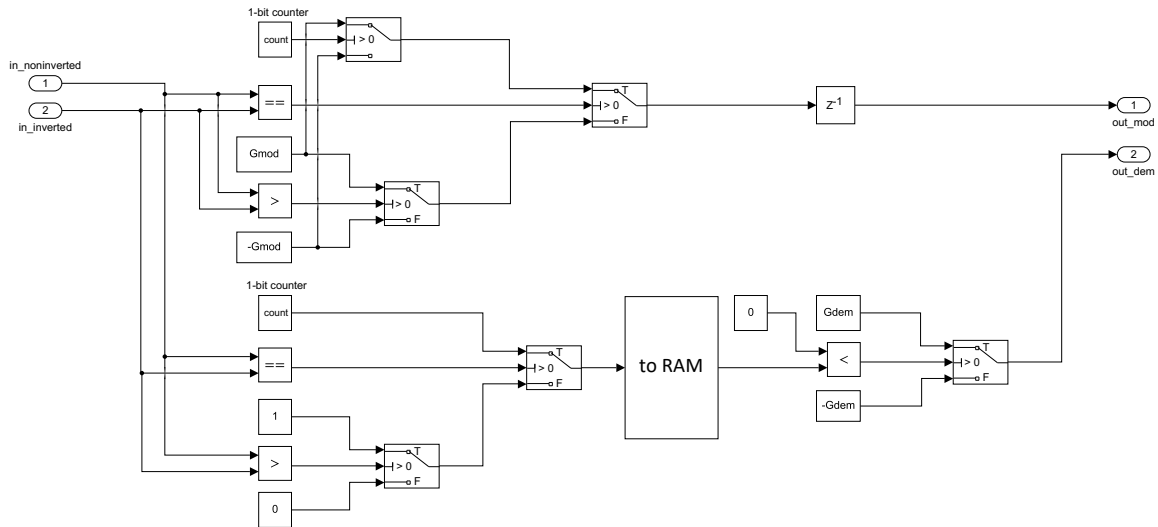 1-bit counter
count
> 0
in_noninverted
1
2
in_inverted
==
T
> 0
F
z-1
1
out_mod
2
out_dem
Gmod
>
T
> 0
F
-Gmod
1-bit counter
count
==
T
> 0
F
to RAM
0
Gdem
<
T
> 0
F
-Gdem
1
>
T
> 0
F
0